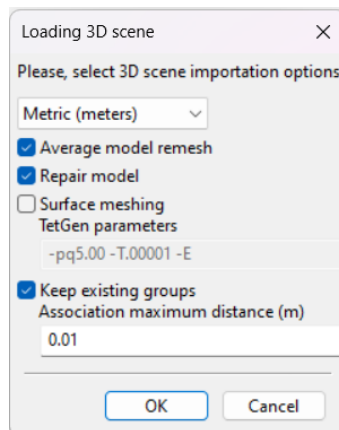 Loading 3D scene
Please, select 3D scene importation options
Metric (meters)
Average model remesh
Repair model
Surface meshing
TetGen parameters
-pq5.00 -T.00001 -E
Keep existing groups
Association maximum distance (m)
0.01
OK Cancel